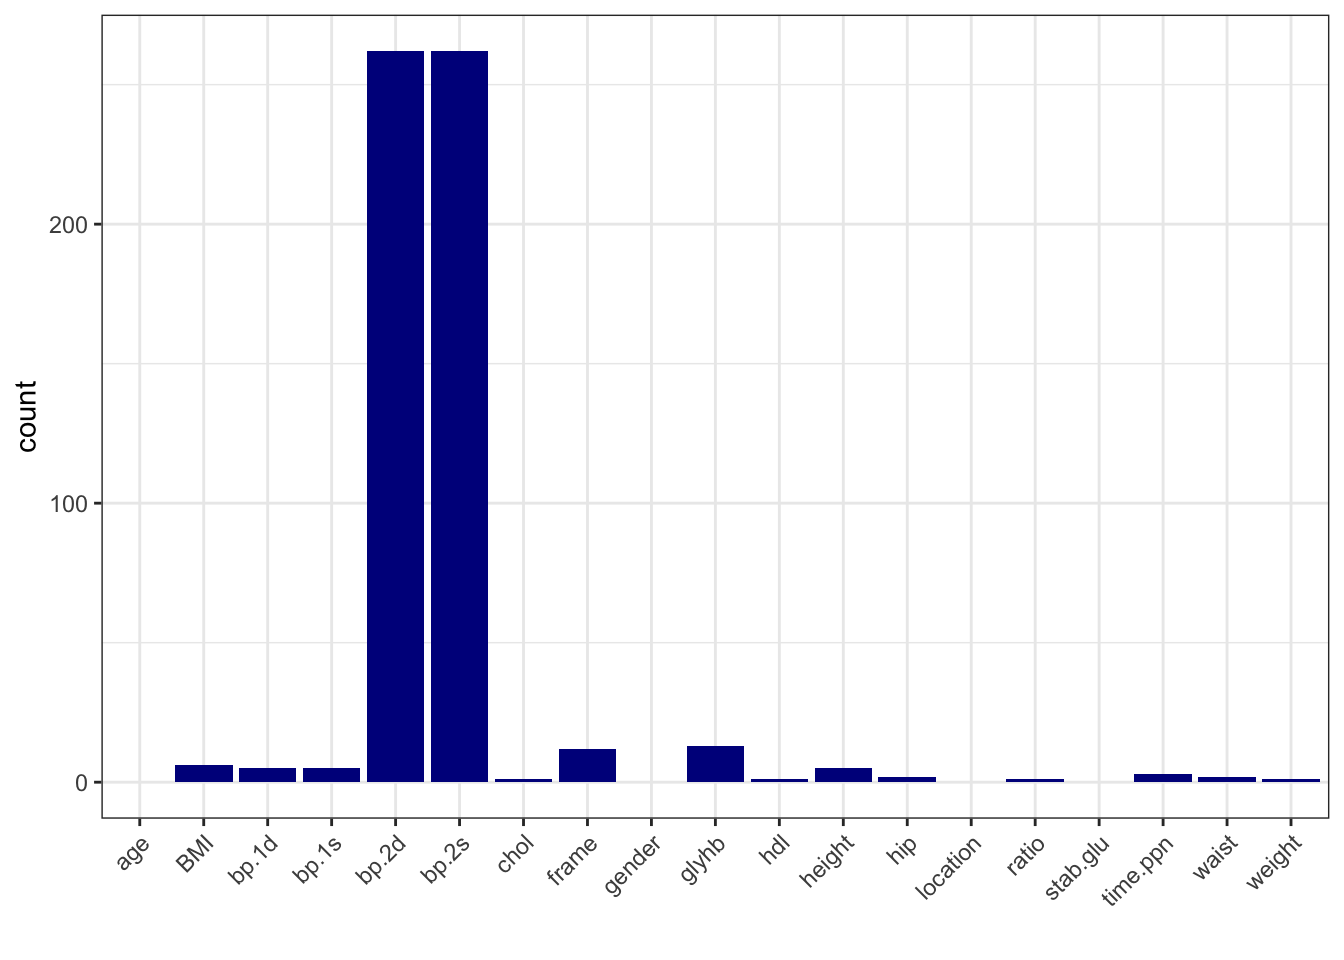 count
200
100
0
age
BMI
bp.1d
bp.1s
bp.2d
bp.2s
chol
frame
gender
glyhb
hdl
height
hip
location
ratio
stab.glu
time.ppn
waist
weight